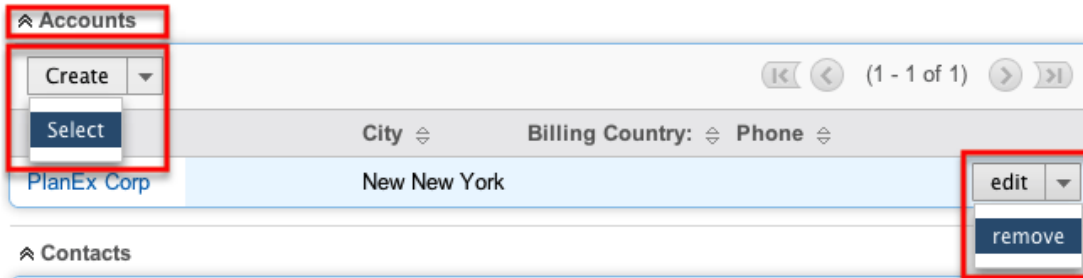 Accounts
Create (1 - 1 of 1)
Select City Billing Country: Phone
PlanEx Corp New New York edit
remove
Contacts